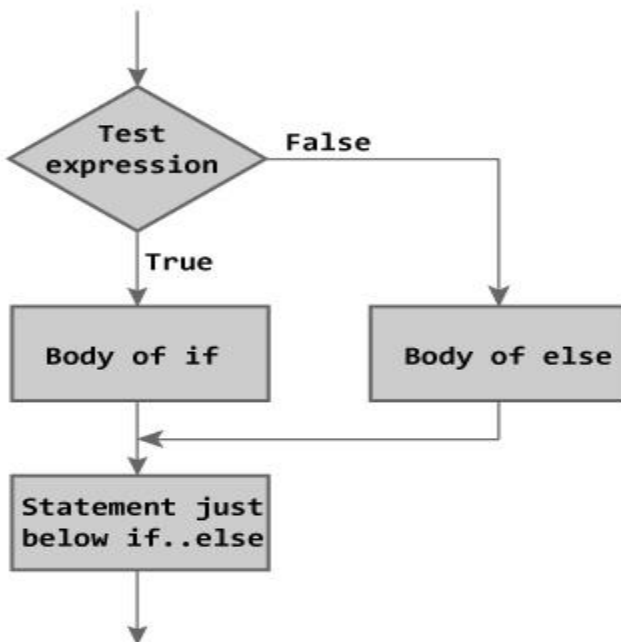 Test
expression
False
True
Body of if
Body of else
Statement just
below if..else